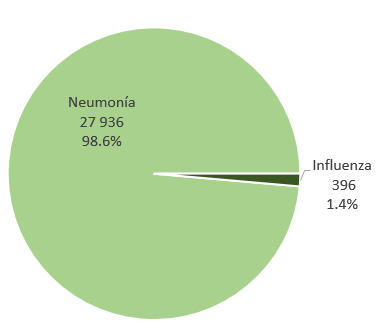 Neumonía
27 936
98.6%
Influenza
396
1.4%